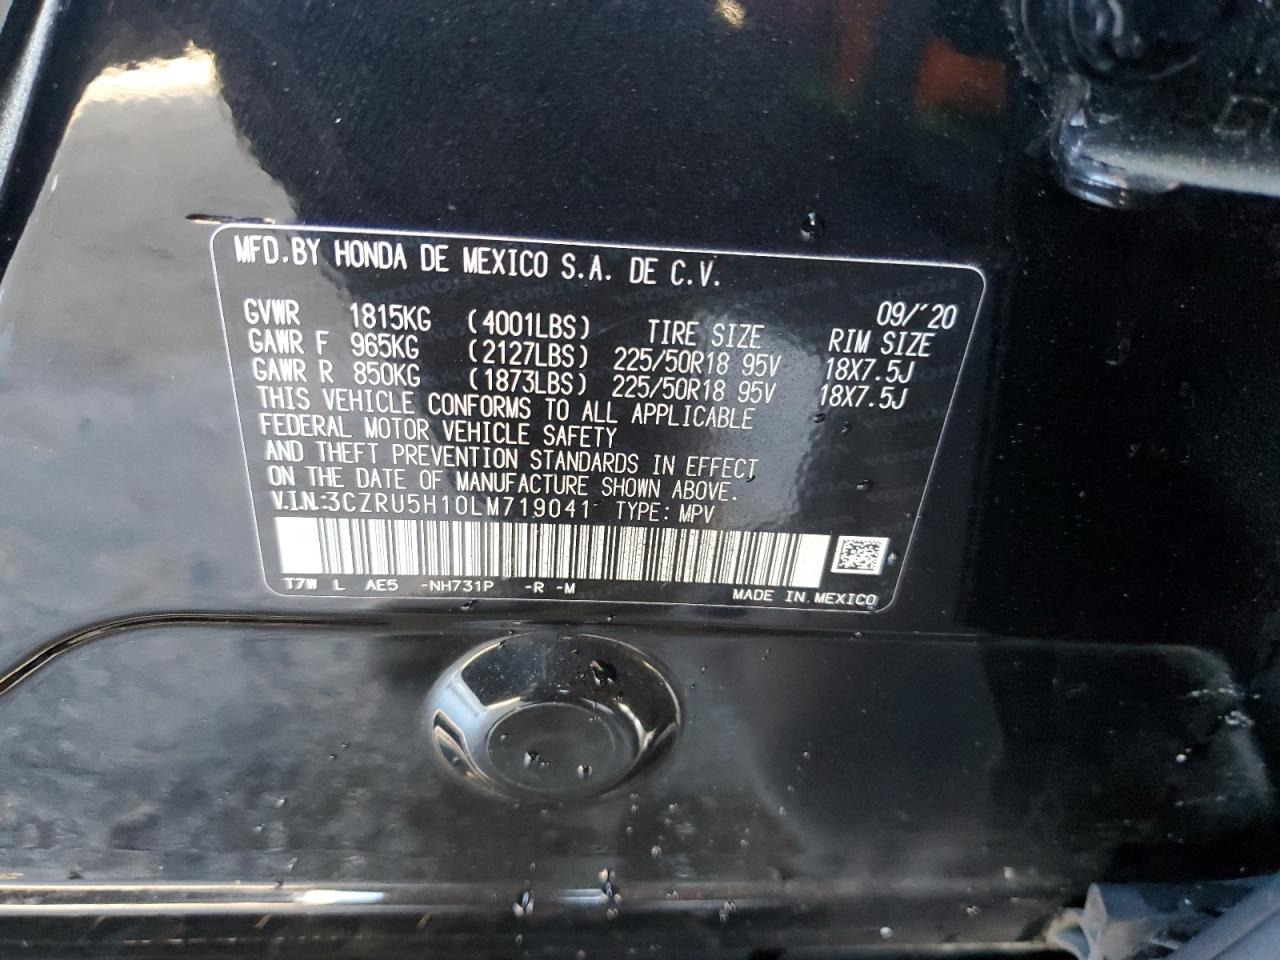 MFD.BY HONDA DE MEXICO S.A. DE C.V.
09/'20
GVWR 1815KG (4001LBS) TIRE SIZE RIM SIZE
GAWR F 965KG (2127LBS) 225/50R18 95V 18X7.5J
GAWR R 850KG (1873LBS) 225/50R18 95V 18X7.5J
THIS VEHICLE CONFORMS TO ALL APPLICABLE
FEDERAL MOTOR VEHICLE SAFETY
AND THEFT PREVENTION STANDARDS IN EFFECT
ON THE DATE OF MANUFACTURE SHOWN ABOVE.
V.I.N.:3CZRU5H10LM719041 TYPE: MPV
T7W L AE5 -NH731P -R -M MADE IN MEXICO